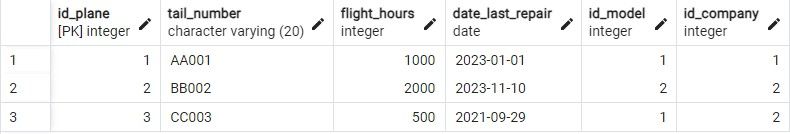 id_plane tail_number flight_hours date_last_repair id_model id_company
[PK] integer character varying (20) integer date integer integer
1 1 AA001 1000 2023-01-01 1 1
2 2 BB002 2000 2023-11-10 2 2
3 3 CC003 500 2021-09-29 1 2